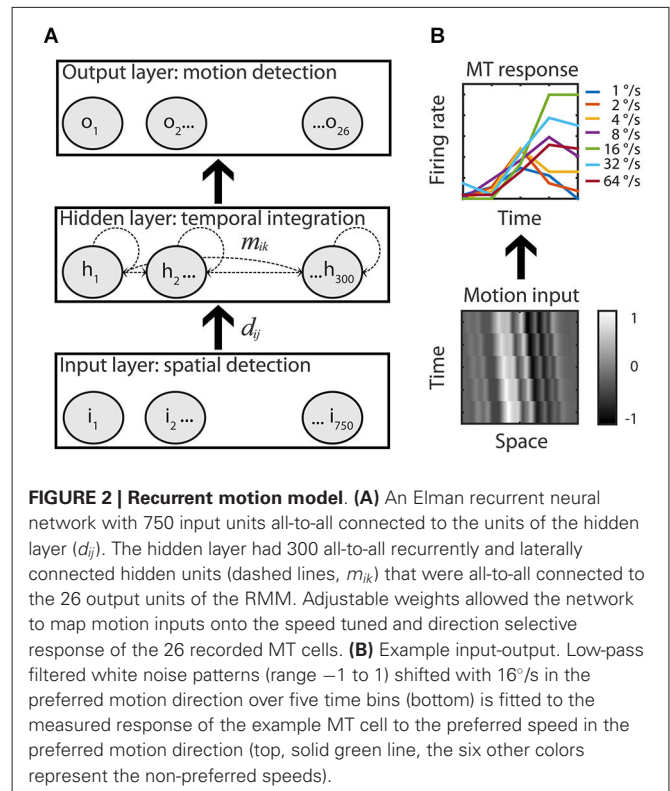 A
Output layer: motion detection
o1 o2... ...o26
Hidden layer: temporal integration
mik
h1 h2 ... ...h300
dij
Input layer: spatial detection
i1 i2 ... ... i750
B
MT response
Firing rate
1 °/s
2 °/s
4 °/s
8 °/s
16 °/s
32 °/s
64 °/s
Time
Motion input
Time
1
0
-1
Space
FIGURE 2 | Recurrent motion model. (A) An Elman recurrent neural
network with 750 input units all-to-all connected to the units of the hidden
layer (dij). The hidden layer had 300 all-to-all recurrently and laterally
connected hidden units (dashed lines, mik) that were all-to-all connected to
the 26 output units of the RMM. Adjustable weights allowed the network
to map motion inputs onto the speed tuned and direction selective
response of the 26 recorded MT cells. (B) Example input-output. Low-pass
filtered white noise patterns (range −1 to 1) shifted with 16°/s in the
preferred motion direction over five time bins (bottom) is fitted to the
measured response of the example MT cell to the preferred speed in the
preferred motion direction (top, solid green line, the six other colors
represent the non-preferred speeds).